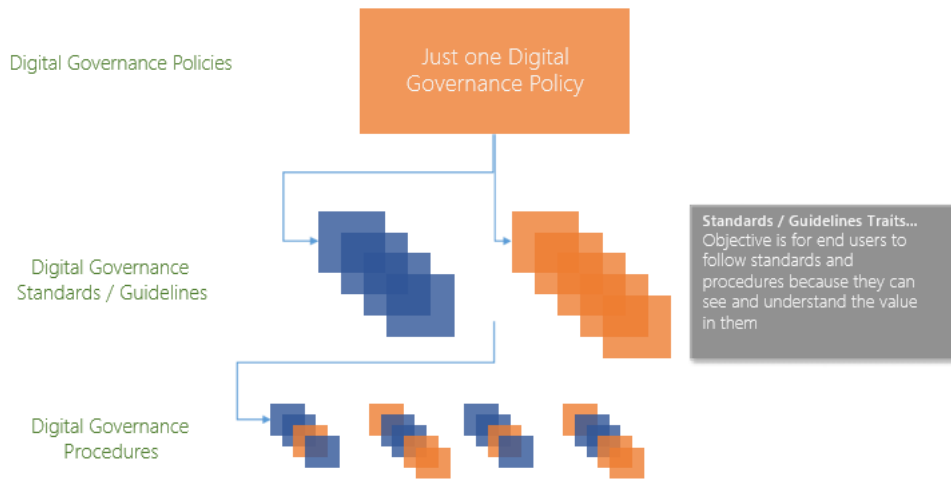 Digital Governance Policies
Just one Digital
Governance Policy
Digital Governance
Standards / Guidelines
Standards / Guidelines Traits...
Objective is for end users to
follow standards and
procedures because they can
see and understand the value
in them
Digital Governance
Procedures